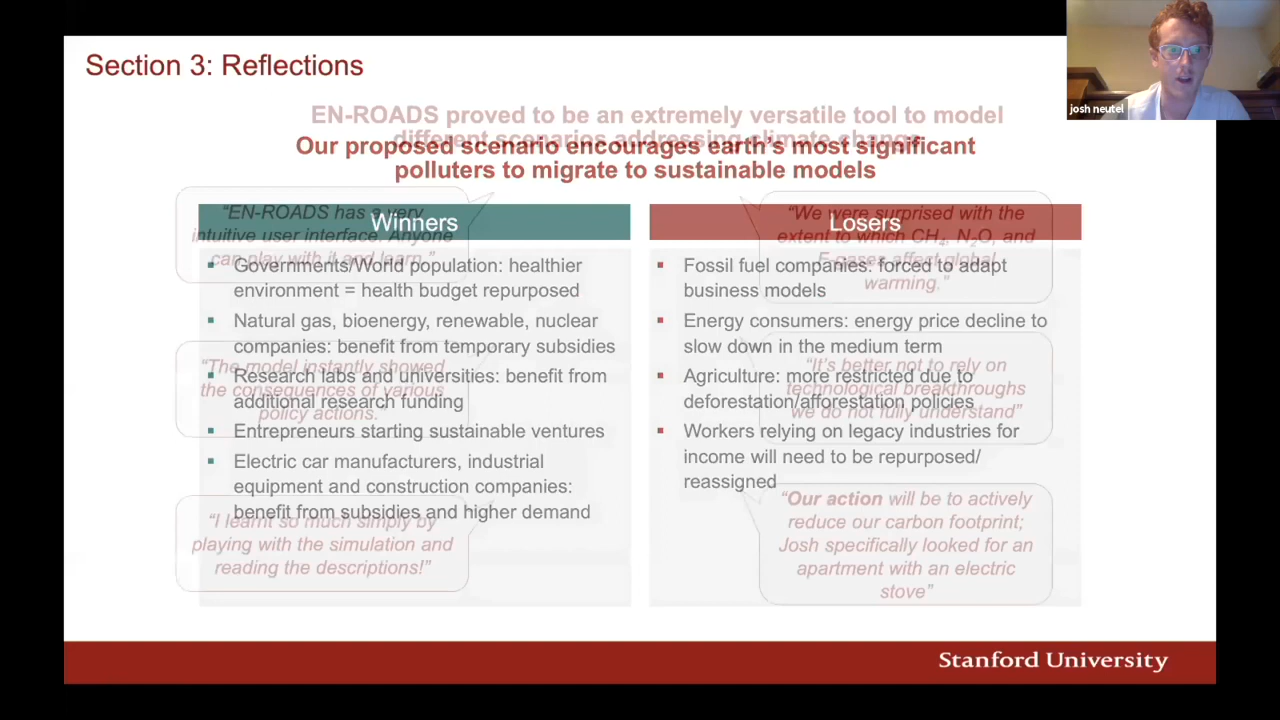 Section 3: Reflections
josh neutel
EN-ROADS proved to be an extremely versatile tool to model
different scenarios addressing climate change
Our proposed scenario encourages earth's most significant
polluters to migrate to sustainable models
Winners
Governments/World population: healthier
environment = health budget repurposed
Natural gas, bioenergy, renewable, nuclear
companies: benefit from temporary subsidies
Research labs and universities: benefit from
additional research funding
Entrepreneurs starting sustainable ventures
Electric car manufacturers, industrial
equipment and construction companies:
benefit from subsidies and higher demand
Losers
Fossil fuel companies: forced to adapt
business models
Energy consumers: energy price decline to
slow down in the medium term
Agriculture: more restricted due to
deforestation/afforestation policies
Workers relying on legacy industries for
income will need to be repurposed/
reassigned
"EN-ROADS has a very
intuitive user interface. Anyone
can play with it and learn."
"The model instantly showed
the consequences of various
policy actions."
"I learnt so much simply by
playing with the simulation and
reading the descriptions!"
"We were surprised with the
extent to which CH₄, N₂O, and
F-gases affect global
warming."
"It's better not to rely on
technological breakthroughs
we do not fully understand"
"Our action will be to actively
reduce our carbon footprint;
Josh specifically looked for an
apartment with an electric
stove"
Stanford University